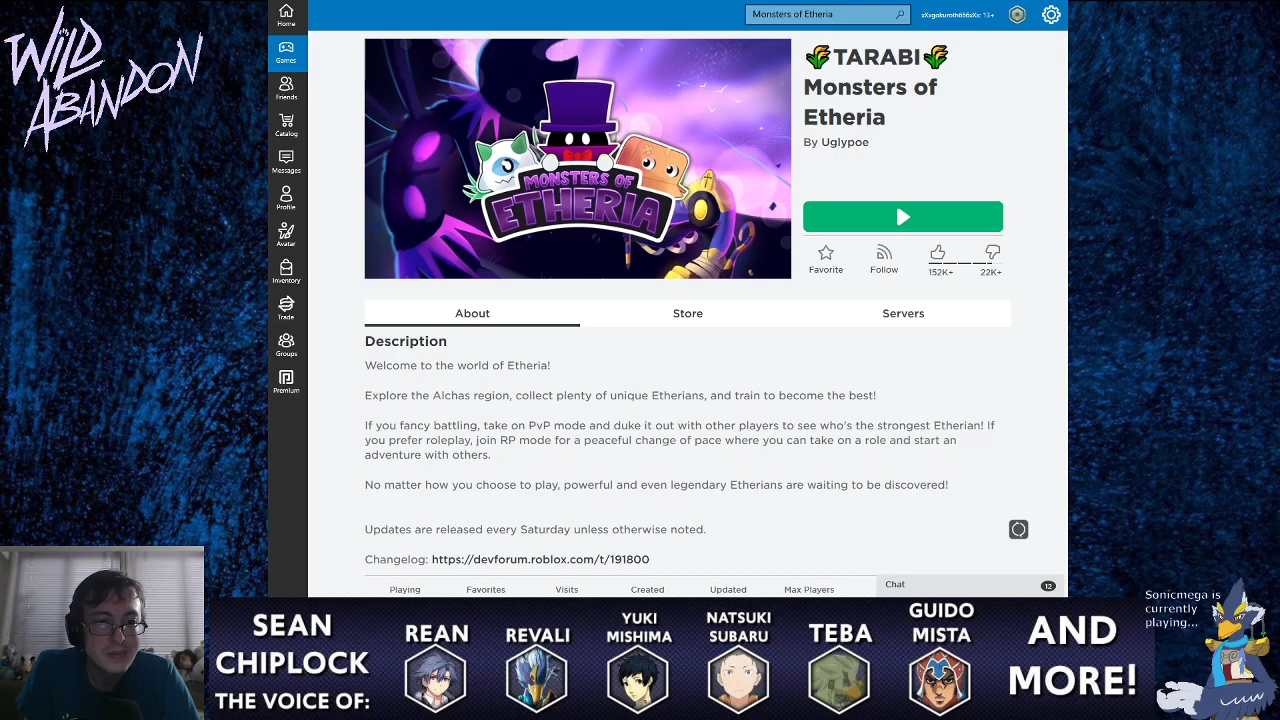 WiLD
ABANDON
Home
Games
Friends
Catalog
Messages
Profile
Avatar
Inventory
Trade
Groups
Premium
Monsters of Etheria
xXsgokuroth666sXx: 13+
MONSTERS OF
ETHERIA
TARABI
Monsters of
Etheria
By Uglypoe
Favorite
Follow
152K+
22K+
About
Store
Servers
Description
Welcome to the world of Etheria!
Explore the Alchas region, collect plenty of unique Etherians, and train to become the best!
If you fancy battling, take on PvP mode and duke it out with other players to see who's the strongest Etherian! If
you prefer roleplay, join RP mode for a peaceful change of pace where you can take on a role and start an
adventure with others.
No matter how you choose to play, powerful and even legendary Etherians are waiting to be discovered!
Updates are released every Saturday unless otherwise noted.
Changelog: https://devforum.roblox.com/t/191800
Playing
Favorites
Visits
Created
Updated
Max Players
Chat
12
SEAN
CHIPLOCK
THE VOICE OF:
REAN
REVALI
YUKI
MISHIMA
NATSUKI
SUBARU
TEBA
GUIDO
MISTA
AND
MORE!
Sonicmega is
currently
playing...